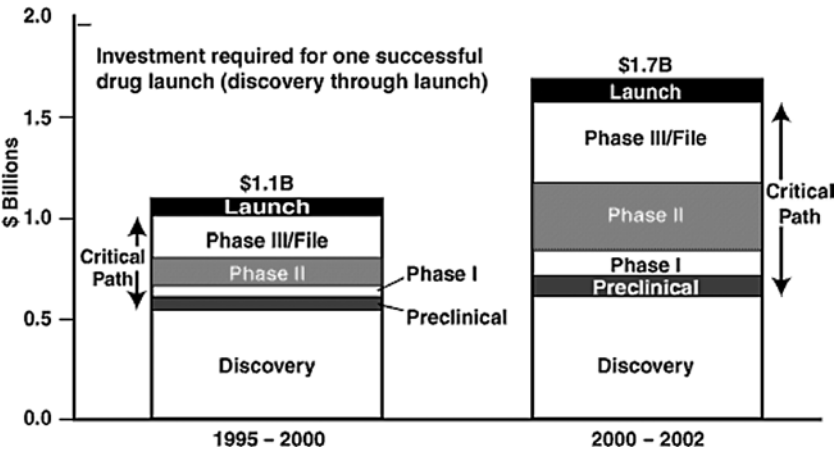 2.0
Investment required for one successful
drug launch (discovery through launch)
$1.7B
Launch
1.5
Phase III/File
$ Billions
$1.1B
Critical
Path
Launch
1.0
Phase II
Phase III/File
Critical
Path
Phase II
Phase I
Phase I
Preclinical
Preclinical
0.5
Discovery
Discovery
0.0
1995 – 2000
2000 – 2002